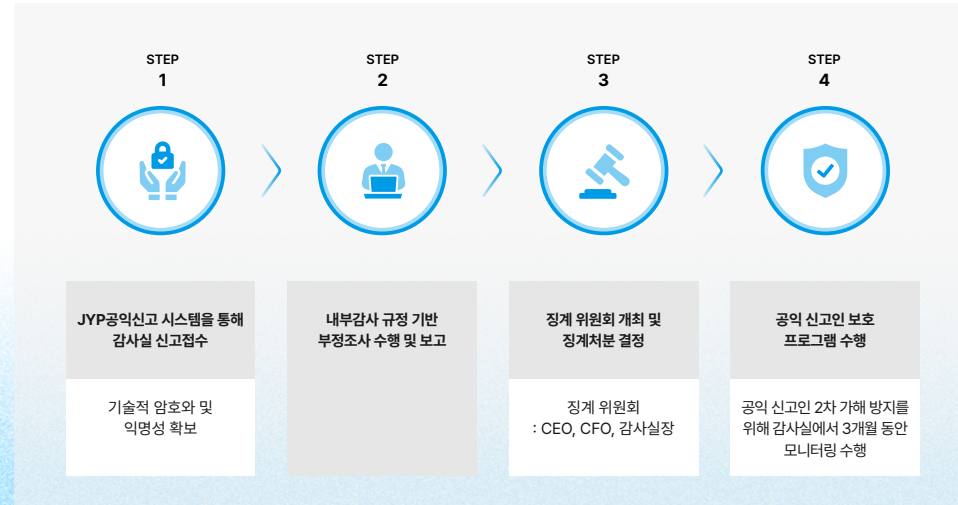 STEP
1
STEP
2
STEP
3
STEP
4
JYP공익신고 시스템을 통해
감사실 신고접수
기술적 암호와 및
익명성 확보
내부감사 규정 기반
부정조사 수행 및 보고
징계 위원회 개최 및
징계처분 결정
징계 위원회
: CEO, CFO, 감사실장
공익 신고인 보호
프로그램 수행
공익 신고인 2차 가해 방지를
위해 감사실에서 3개월 동안
모니터링 수행